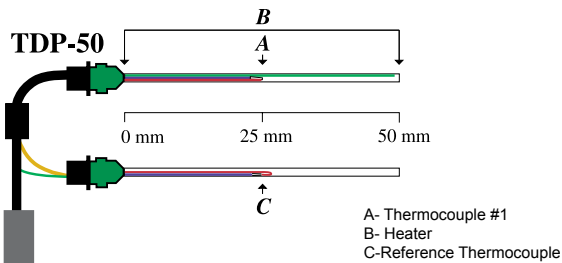 B
TDP-50
A
0 mm 25 mm 50 mm
C
A- Thermocouple #1
B- Heater
C-Reference Thermocouple